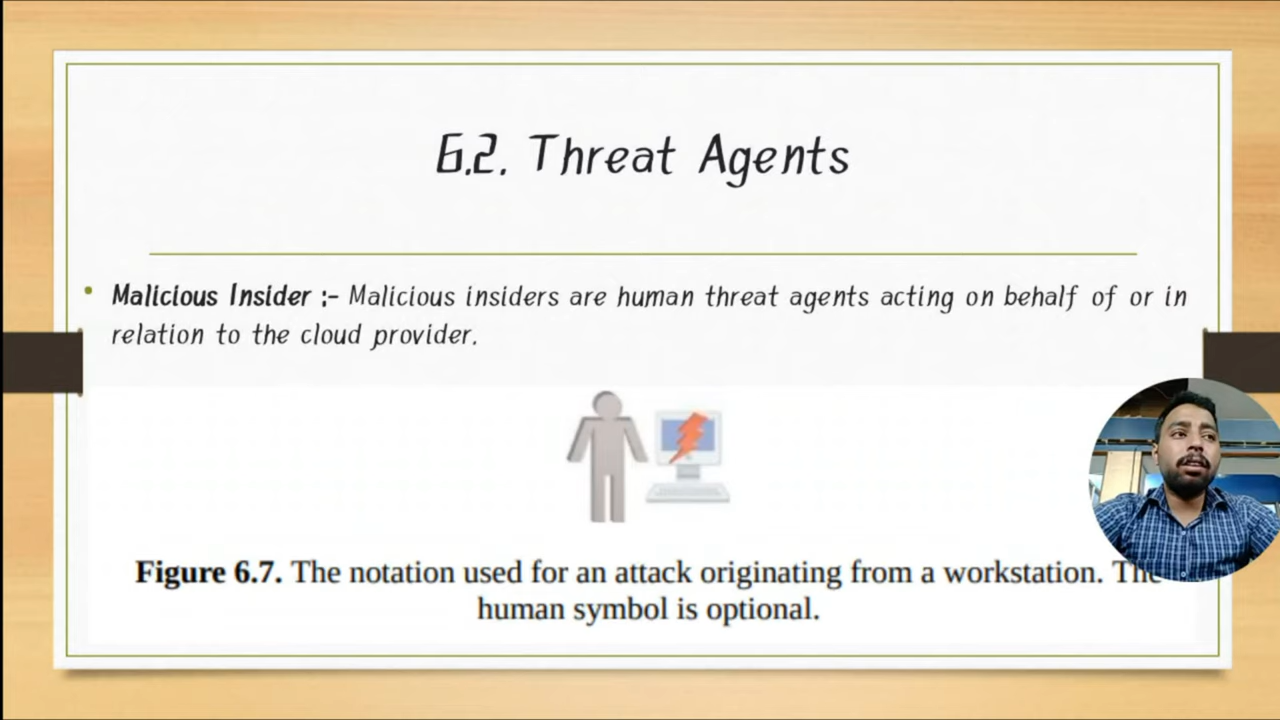 6.2. Threat Agents
• Malicious Insider :- Malicious insiders are human threat agents acting on behalf of or in
relation to the cloud provider.
Figure 6.7. The notation used for an attack originating from a workstation. The
human symbol is optional.